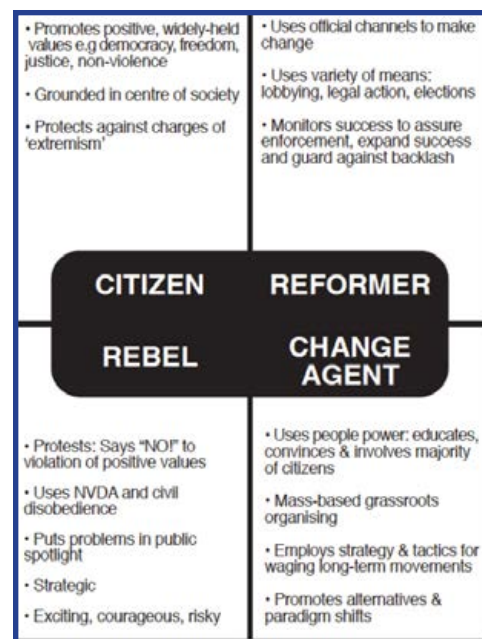 • Promotes positive, widely-held
values e.g democracy, freedom,
justice, non-violence
• Grounded in centre of society
• Protects against charges of
'extremism'
• Uses official channels to make
change
• Uses variety of means:
lobbying, legal action, elections
• Monitors success to assure
enforcement, expand success
and guard against backlash
CITIZEN
REFORMER
REBEL
CHANGE
AGENT
• Protests: Says "NO!" to
violation of positive values
• Uses NVDA and civil
disobedience
• Puts problems in public
spotlight
• Strategic
• Exciting, courageous, risky
• Uses people power: educates,
convinces & involves majority
of citizens
• Mass-based grassroots
organising
• Employs strategy & tactics for
waging long-term movements
• Promotes alternatives &
paradigm shifts